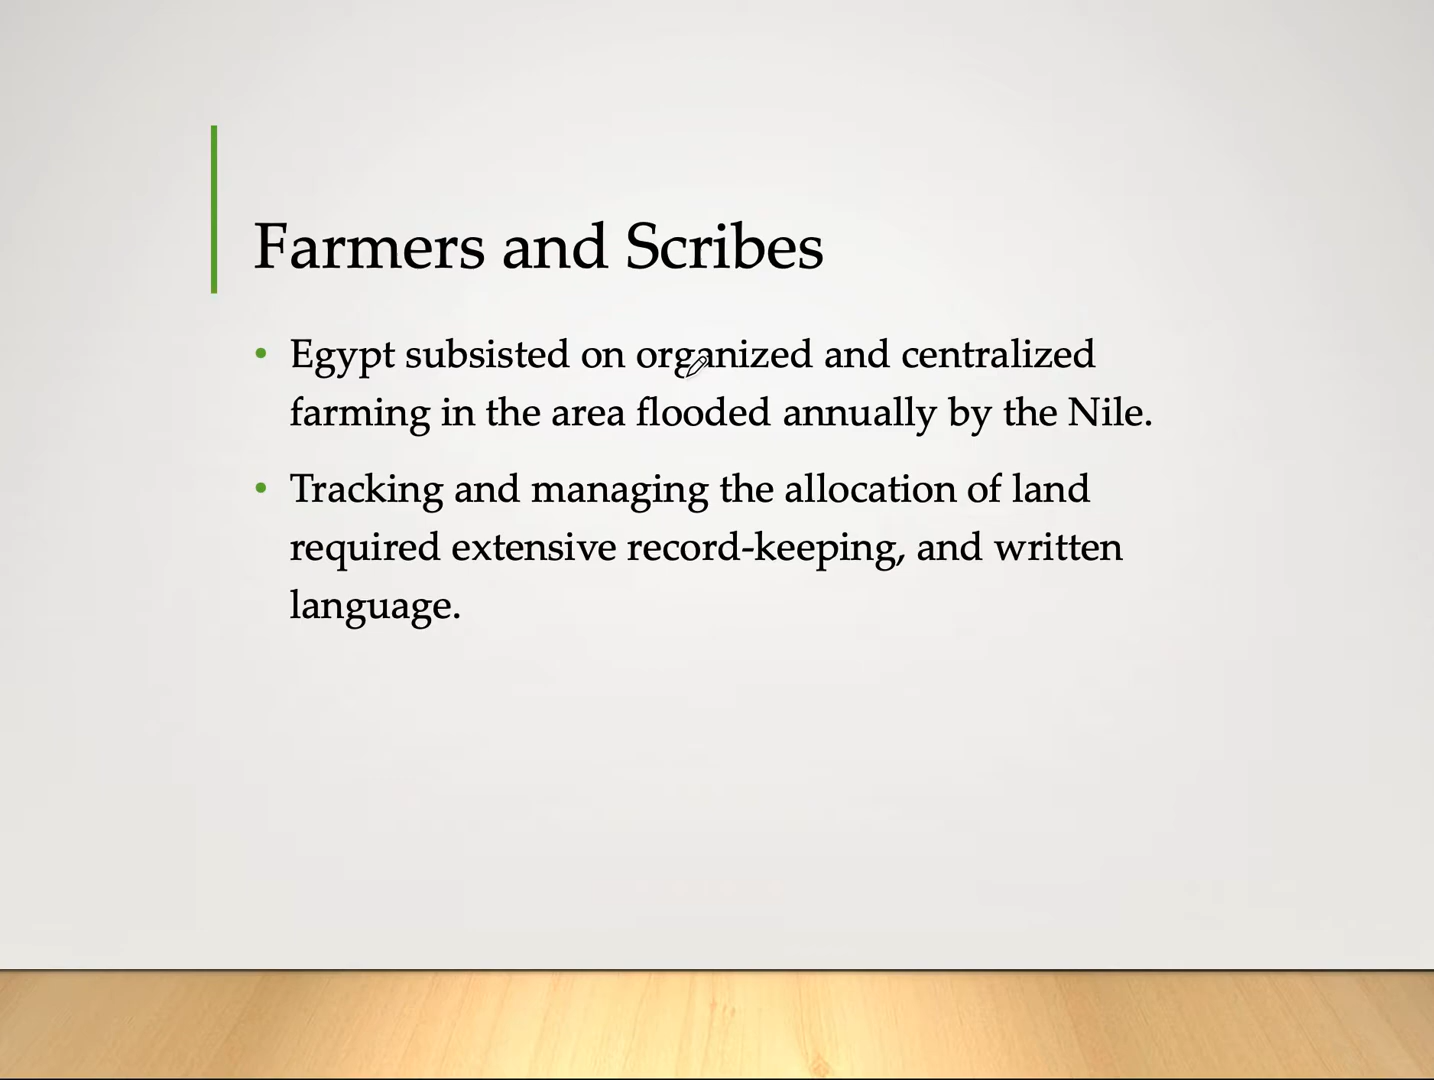 Farmers and Scribes
• Egypt subsisted on organized and centralized
farming in the area flooded annually by the Nile.
• Tracking and managing the allocation of land
required extensive record-keeping, and written
language.